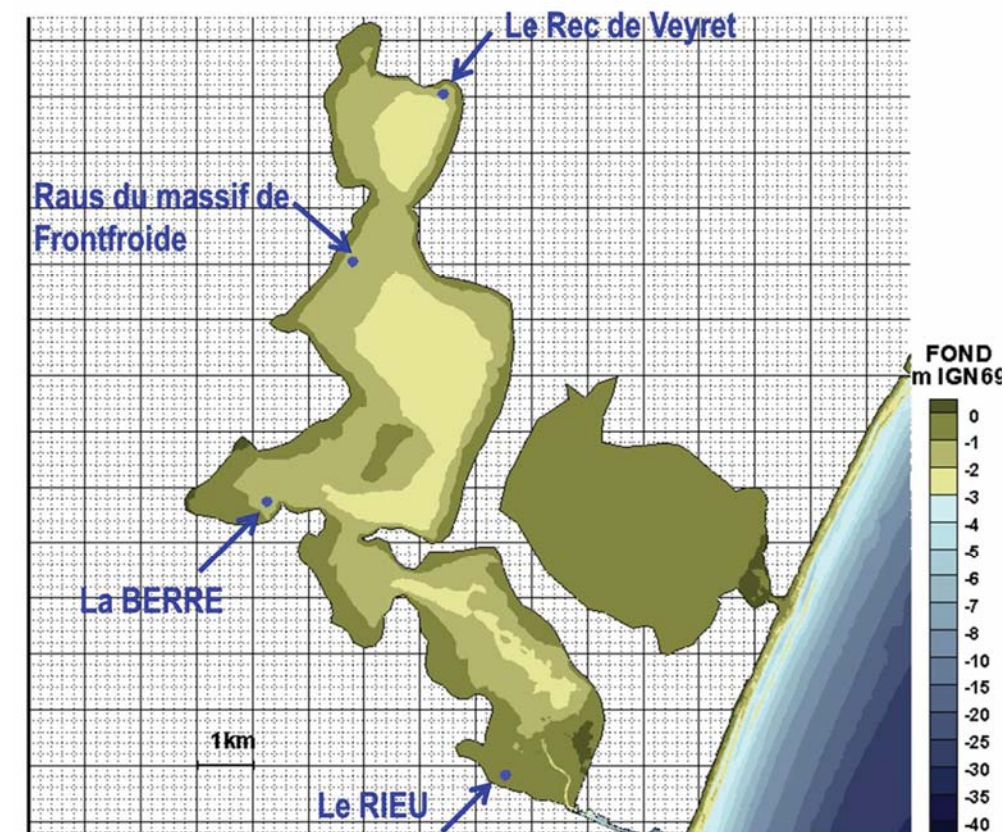 Le Rec de Veyret
Raus du massif de
Frontfroide
La BERRE
Le RIEU
1km
FOND
m IGN69
0
-1
-2
-3
-4
-5
-6
-7
-8
-10
-15
-20
-25
-30
-35
-40